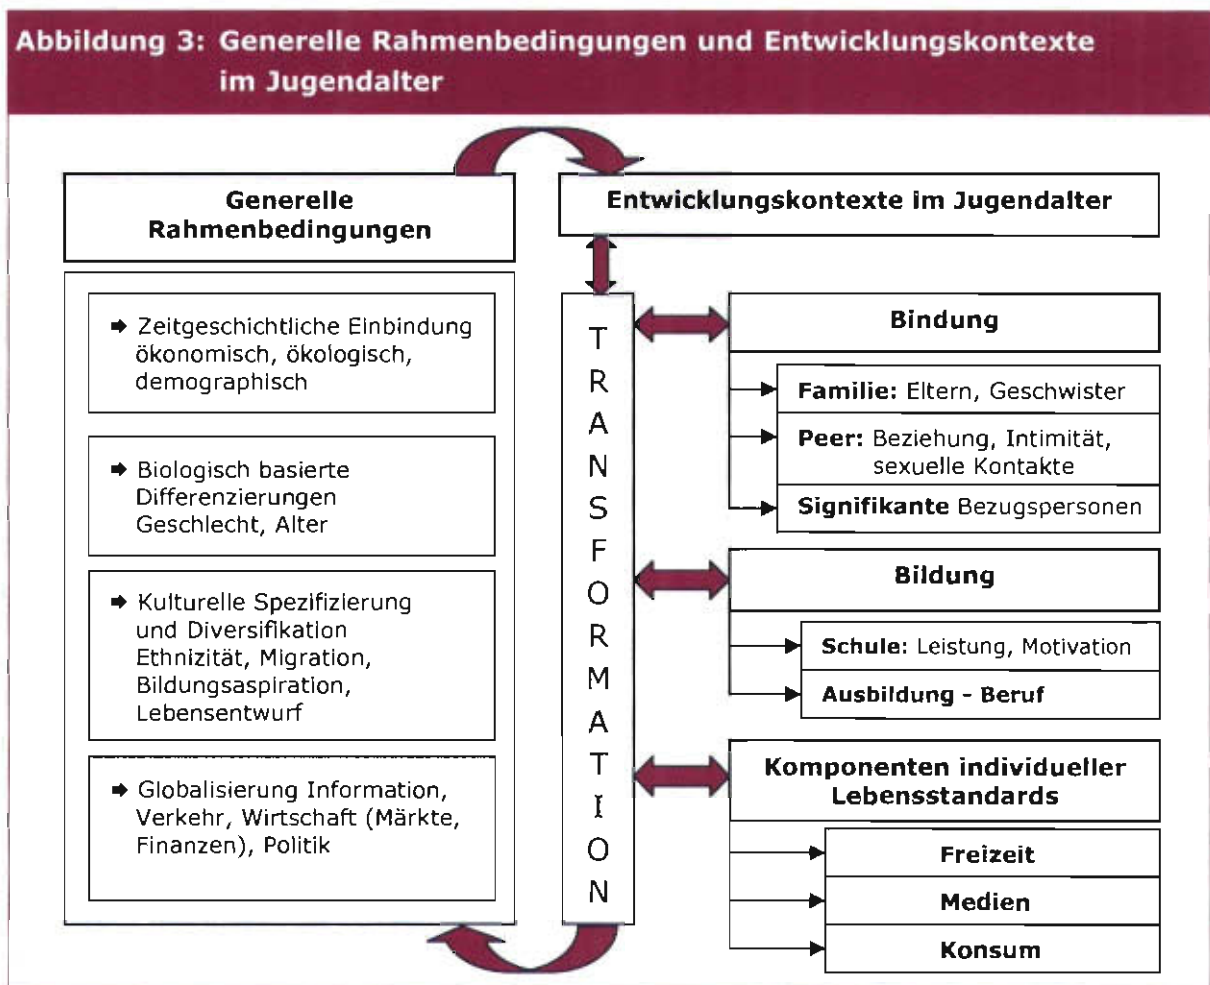 Abbildung 3: Generelle Rahmenbedingungen und Entwicklungskontexte
im Jugendalter
Generelle
Rahmenbedingungen
➡ Zeitgeschichtliche Einbindung
ökonomisch, ökologisch,
demographisch
➡ Biologisch basierte
Differenzierungen
Geschlecht, Alter
➡ Kulturelle Spezifizierung
und Diversifikation
Ethnizität, Migration,
Bildungsaspiration,
Lebensentwurf
➡ Globalisierung Information,
Verkehr, Wirtschaft (Märkte,
Finanzen), Politik
Entwicklungskontexte im Jugendalter
TRANSFORMATION
Bindung
Familie: Eltern, Geschwister
Peer: Beziehung, Intimität,
sexuelle Kontakte
Signifikante Bezugspersonen
Bildung
Schule: Leistung, Motivation
Ausbildung - Beruf
Komponenten individueller
Lebensstandards
Freizeit
Medien
Konsum